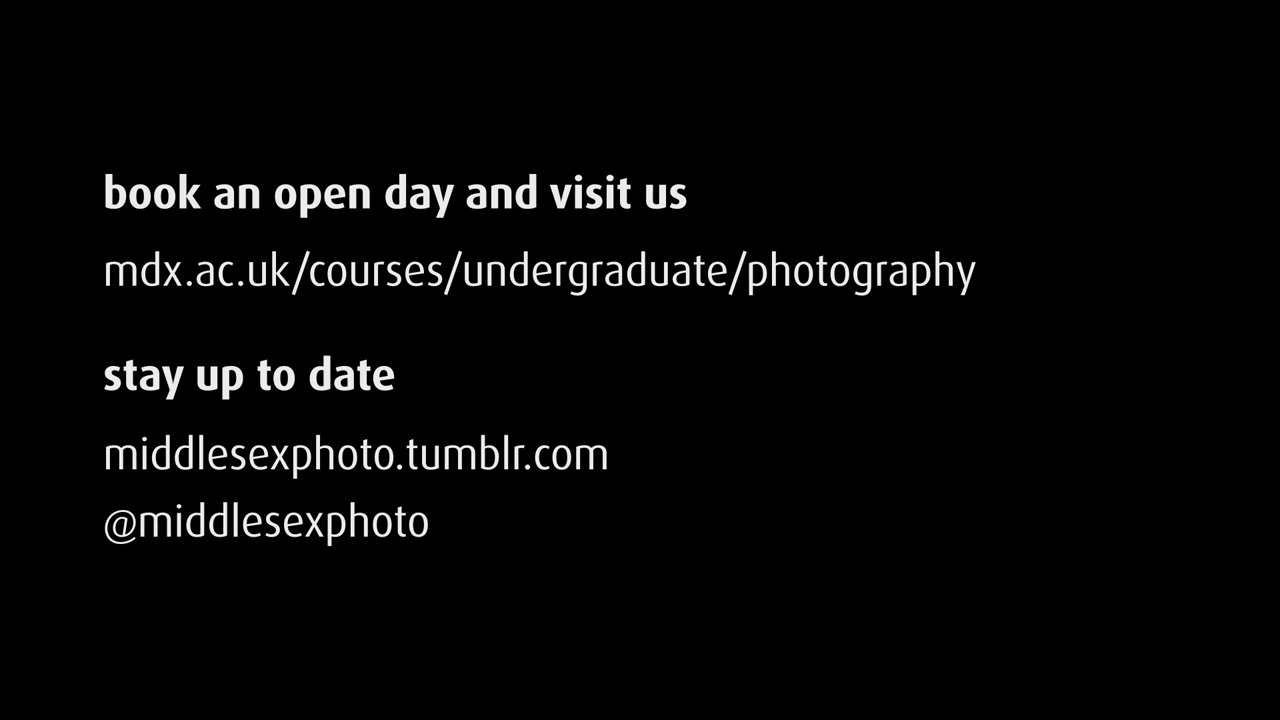 book an open day and visit us
mdx.ac.uk/courses/undergraduate/photography
stay up to date
middlesexphoto.tumblr.com
@middlesexphoto